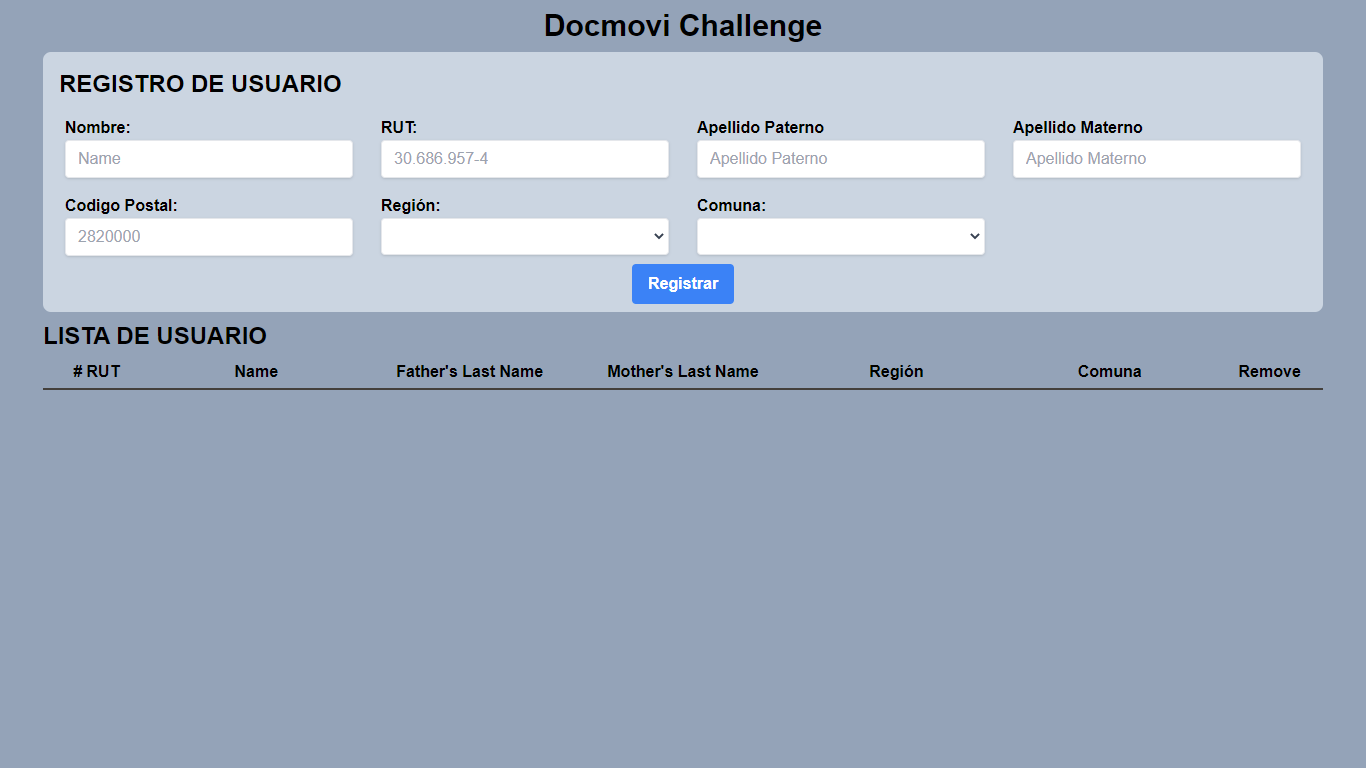 Docmovi Challenge
REGISTRO DE USUARIO
Nombre: RUT: Apellido Paterno Apellido Materno
Name 30.686.957-4 Apellido Paterno Apellido Materno
Codigo Postal: Región: Comuna:
2820000
Registrar
LISTA DE USUARIO
# RUT Name Father's Last Name Mother's Last Name Región Comuna Remove